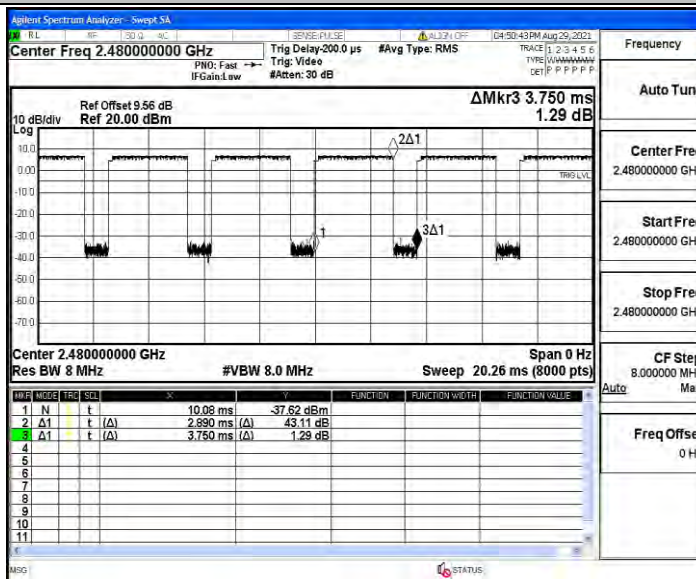 Agilent Spectrum Analyzer - Swept SA
RL RF 50 Ω AC SENSE:PULSE ALIGN OFF 04:50:43PM Aug 29, 2021
Center Freq 2.480000000 GHz
PNO: Fast
IFGain:Low
Trig Delay-200.0 µs
Trig: Video
#Atten: 30 dB
#Avg Type: RMS
TRACE 1 2 3 4 5 6
TYPE
DET P P P P P P
Ref Offset 9.56 dB
10 dB/div Ref 20.00 dBm
ΔMkr3 3.750 ms
1.29 dB
Log
10.0
0.00
-10.0
-20.0
-30.0
-40.0
-50.0
-60.0
-70.0
2Δ1
TRIG LVL
1
3Δ1
Center 2.480000000 GHz Span 0 Hz
Res BW 8 MHz #VBW 8.0 MHz Sweep 20.26 ms (8000 pts)
MKR MODE TRC SCL X Y FUNCTION FUNCTION WIDTH FUNCTION VALUE
1 N t 10.08 ms -37.62 dBm
2 Δ1 t (Δ) 2.890 ms (Δ) 43.11 dB
3 Δ1 t (Δ) 3.750 ms (Δ) 1.29 dB
4
5
6
7
8
9
10
11
MSG STATUS
Frequency
Auto Tun
Center Fre
2.480000000 GH
Start Fre
2.480000000 GH
Stop Fre
2.480000000 GH
CF Ste
8.000000 MH
Auto Ma
Freq Offse
0 H